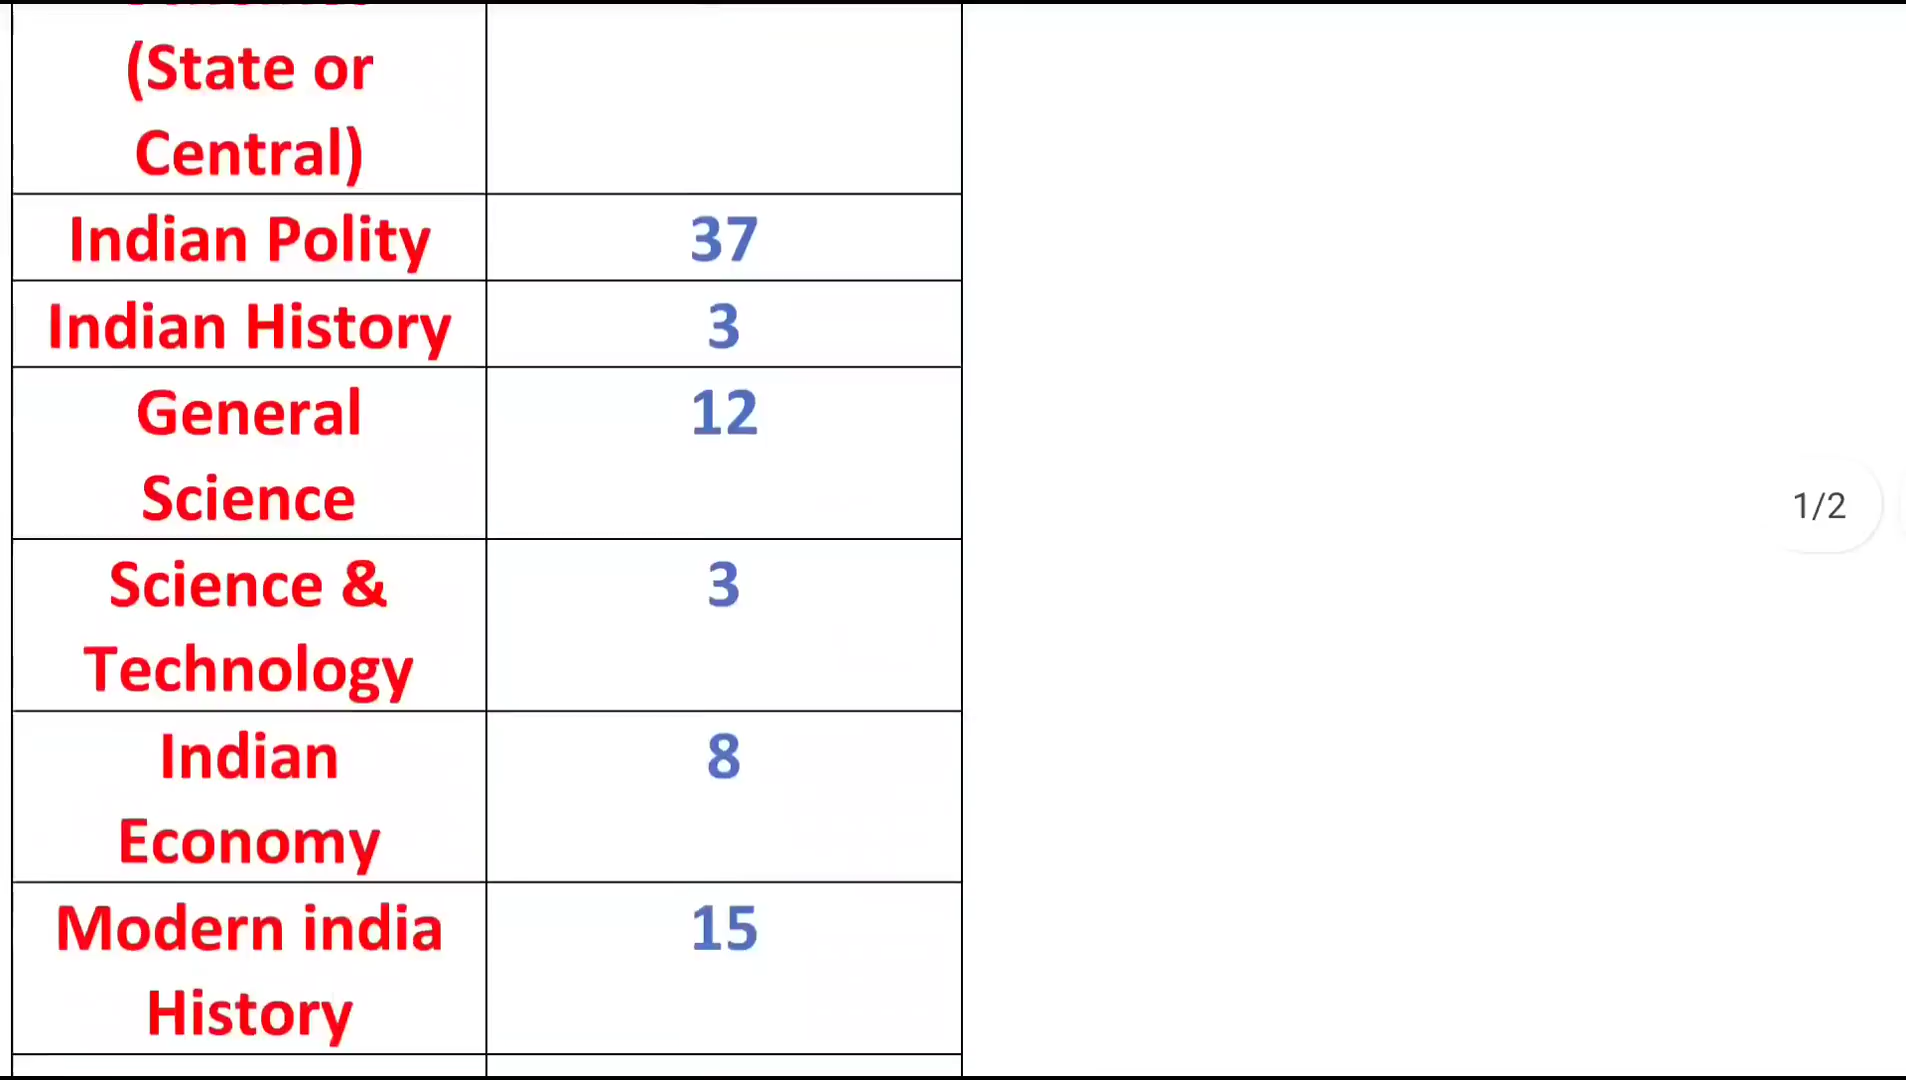 (State or
Central)
Indian Polity 37
Indian History 3
General 12
Science
Science & 3
Technology
Indian 8
Economy
Modern india 15
History
1/2